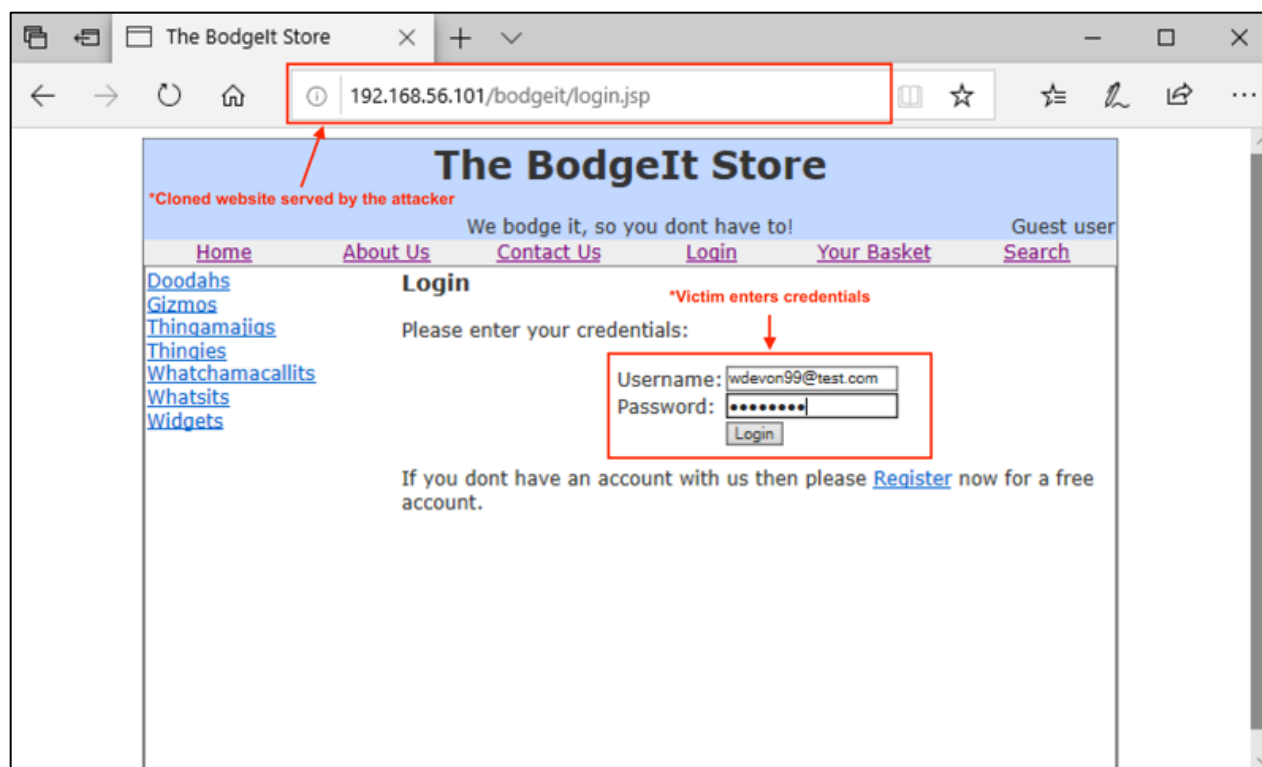 The BodgeIt Store
192.168.56.101/bodgeit/login.jsp
The BodgeIt Store
*Cloned website served by the attacker
We bodge it, so you dont have to!
Guest user
Home About Us Contact Us Login Your Basket Search
Doodahs
Gizmos
Thingamajigs
Thingies
Whatchamacallits
Whatsits
Widgets
Login
*Victim enters credentials
Please enter your credentials:
Username: wdevon99@test.com
Password: ••••••••
Login
If you dont have an account with us then please Register now for a free
account.